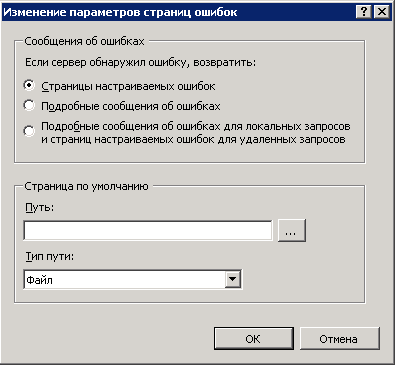 Изменение параметров страниц ошибок
Сообщения об ошибках
Если сервер обнаружил ошибку, возвратить:
Страницы настраиваемых ошибок
Подробные сообщения об ошибках
Подробные сообщения об ошибках для локальных запросов
и страниц настраиваемых ошибок для удаленных запросов
Страница по умолчанию
Путь:
...
Тип пути:
Файл
ОК
Отмена